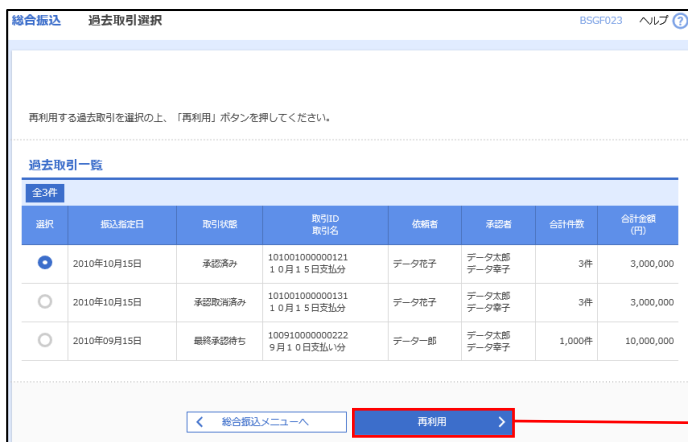 総合振込 過去取引選択 BSGF023 ヘルプ ?
再利用する過去取引を選択の上、「再利用」ボタンを押してください。
過去取引一覧
全3件
選択 振込指定日 取引状態 取引ID 取引名 依頼者 承認者 合計件数 合計金額 (円)
2010年10月15日 承認済み 101001000000121 データ花子 データ太郎 3件 3,000,000
10月15日支払分 データ幸子
2010年10月15日 承認取消済み 101001000000131 データ花子 データ太郎 3件 3,000,000
10月15日支払分 データ幸子
2010年09月15日 最終承認待ち 100910000000222 データ一郎 データ太郎 1,000件 10,000,000
9月10日支払い分 データ幸子
総合振込メニューへ 再利用